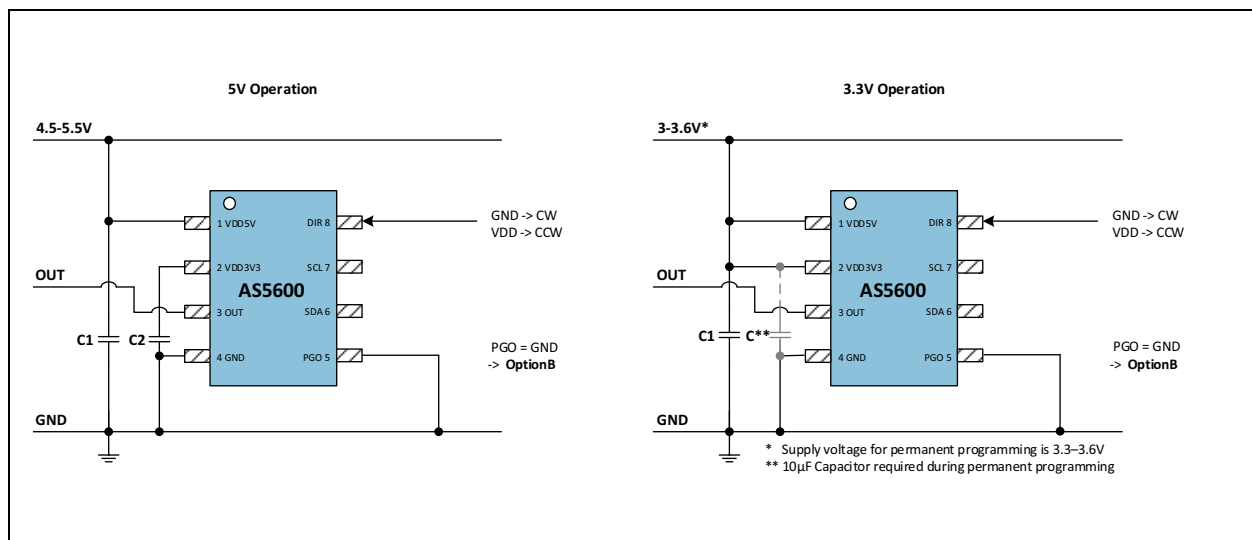 5V Operation
4.5-5.5V
1 VDD5V
DIR 8
GND -> CW
VDD -> CCW
2 VDD3V3
SCL 7
OUT
AS5600
3 OUT
SDA 6
C1
C2
4 GND
PGO 5
PGO = GND
-> OptionB
GND
3.3V Operation
3-3.6V*
1 VDD5V
DIR 8
GND -> CW
VDD -> CCW
2 VDD3V3
SCL 7
OUT
AS5600
3 OUT
SDA 6
C1
C**
4 GND
PGO 5
PGO = GND
-> OptionB
GND
* Supply voltage for permanent programming is 3.3–3.6V
** 10µF Capacitor required during permanent programming